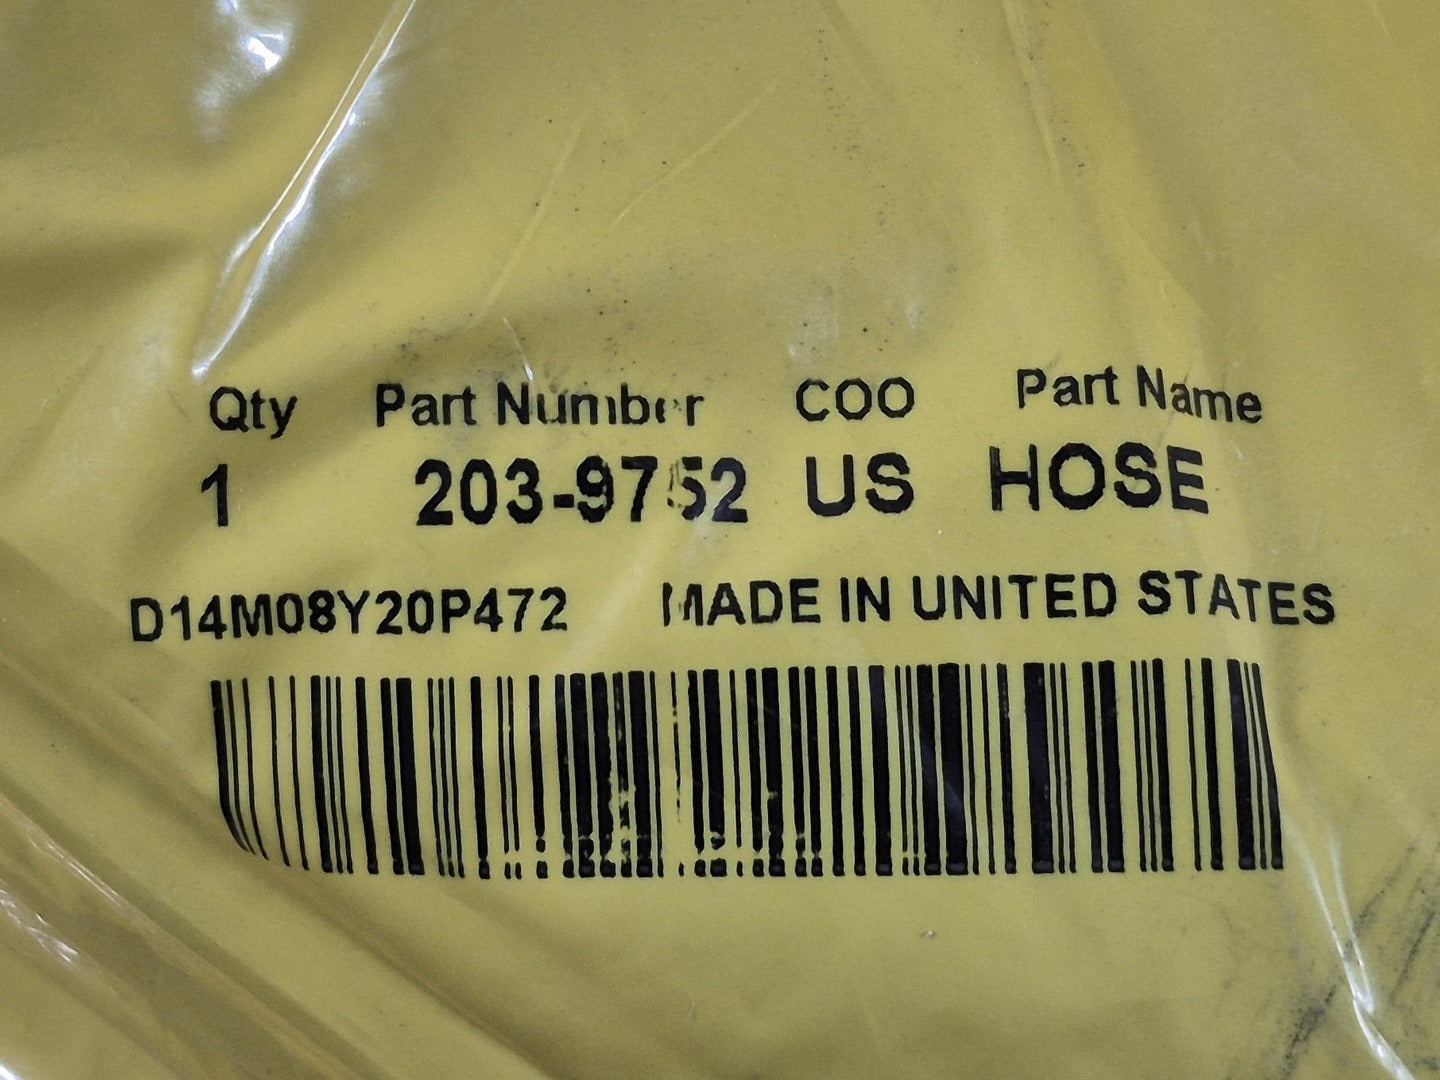 Qty Part Number COO Part Name
1 203-9752 US HOSE
D14M08Y20P472 MADE IN UNITED STATES